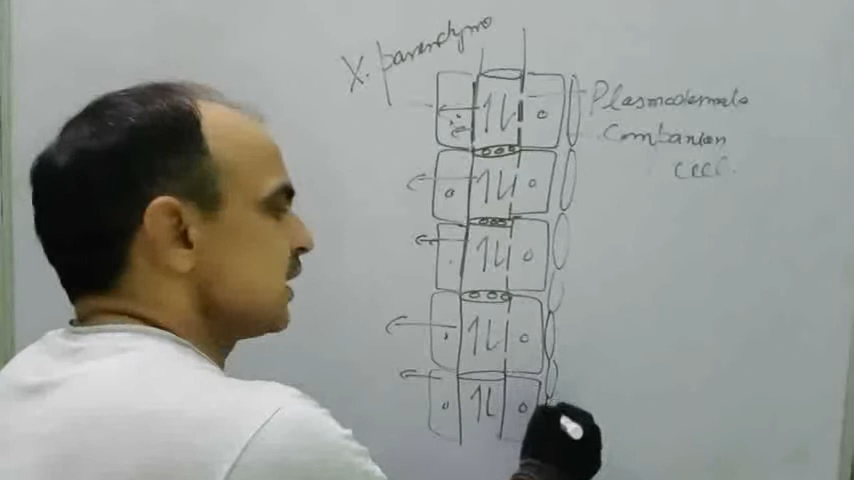 X. parenchyma
Plasmodesmata
Companion
cell.